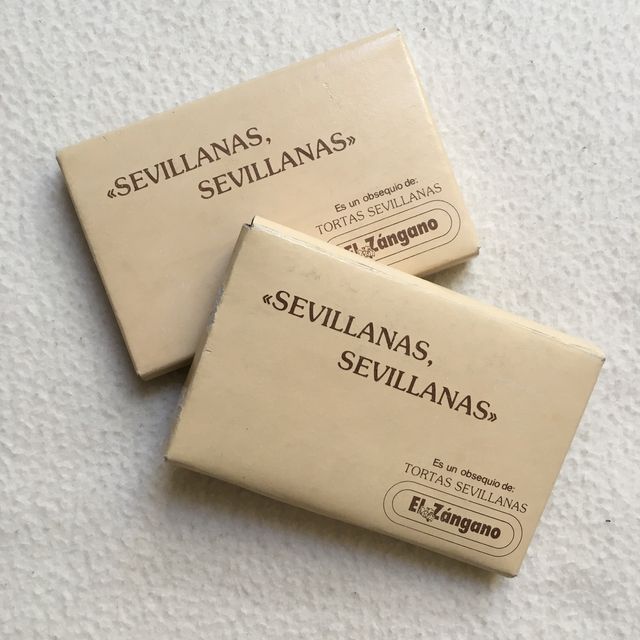 «SEVILLANAS,
SEVILLANAS»
Es un obsequio de:
TORTAS SEVILLANAS
El Zángano
«SEVILLANAS,
SEVILLANAS»
Es un obsequio de:
TORTAS SEVILLANAS
El Zángano